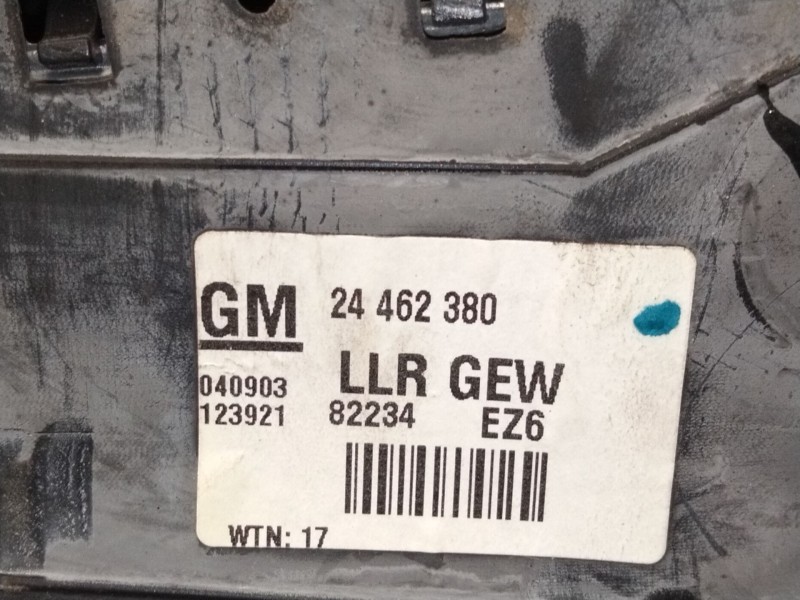 GM 24 462 380
LLR GEW
040903
123921 82234 EZ6
WTN: 17